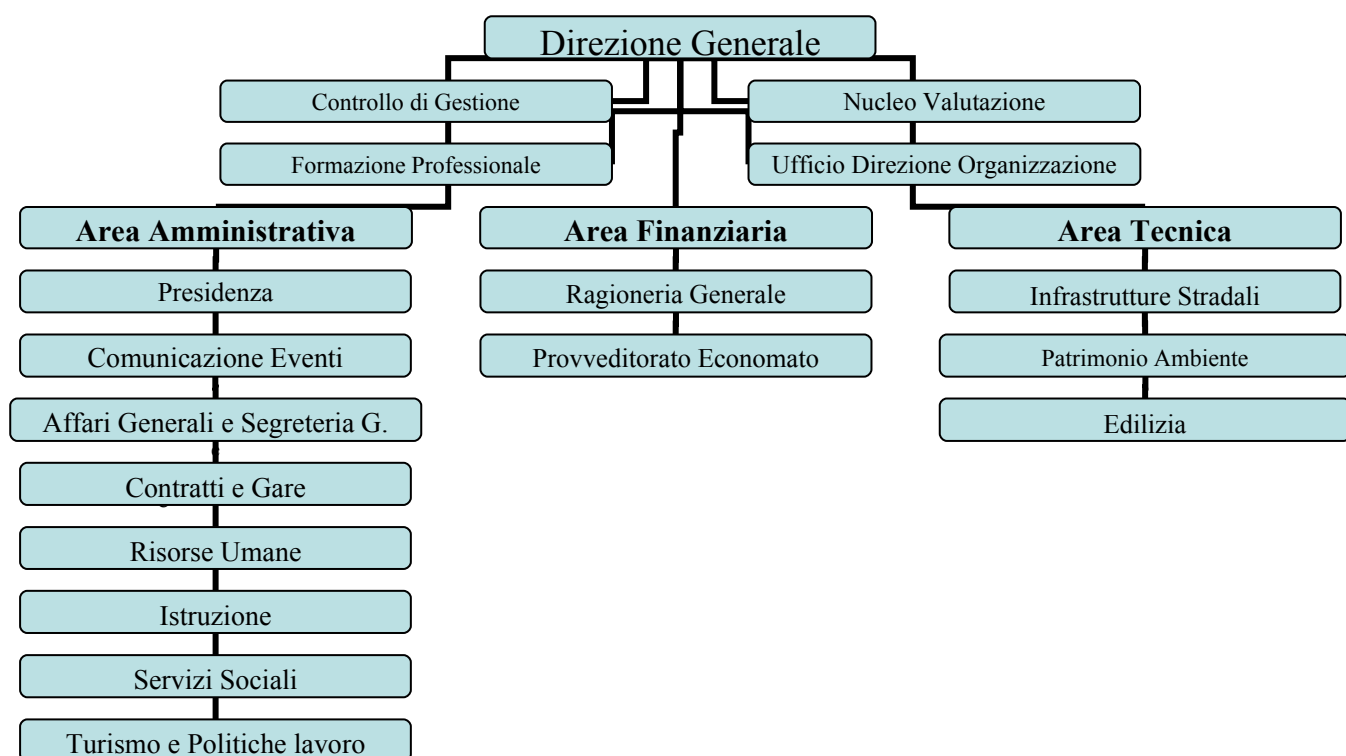 Direzione Generale
Controllo di Gestione
Nucleo Valutazione
Formazione Professionale
Ufficio Direzione Organizzazione
Area Amministrativa
Area Finanziaria
Area Tecnica
Presidenza
Ragioneria Generale
Infrastrutture Stradali
Comunicazione Eventi
Provveditorato Economato
Patrimonio Ambiente
Affari Generali e Segreteria G.
Edilizia
Contratti e Gare
Risorse Umane
Istruzione
Servizi Sociali
Turismo e Politiche lavoro